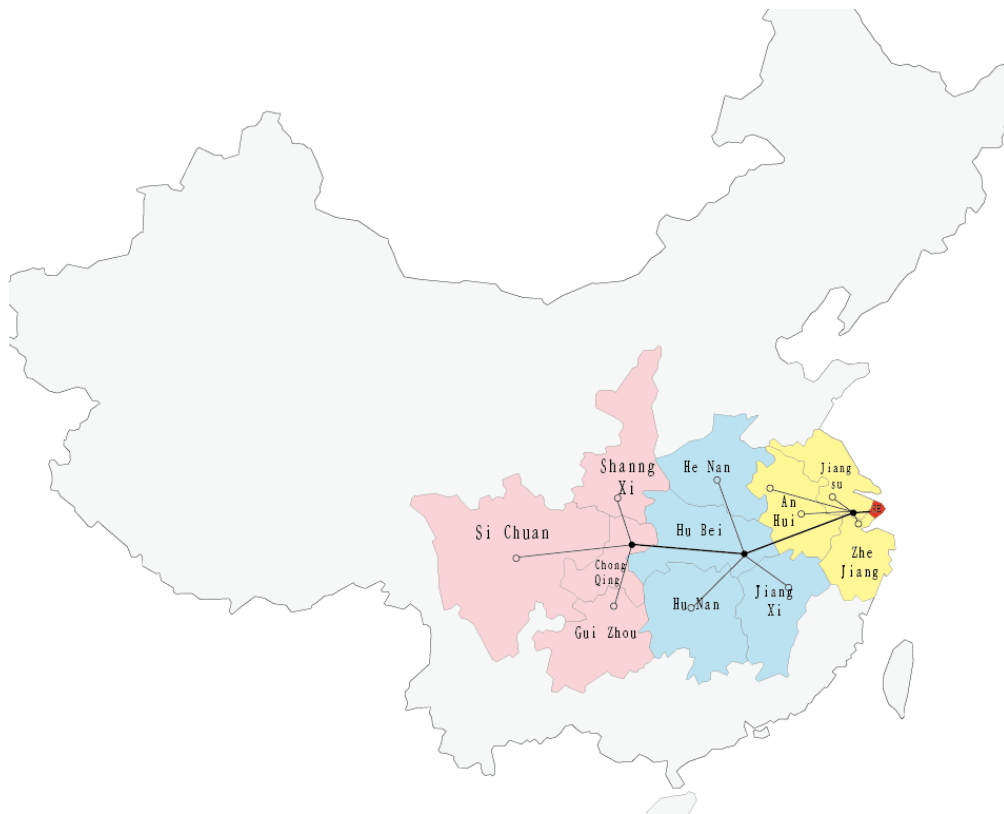 Shanng
Xi
He Nan
Jiang
su
An
Hui
Si Chuan
Hu Bei
Zhe
Jiang
Chong
Qing
Hu Nan
Jiang
Xi
Gui Zhou